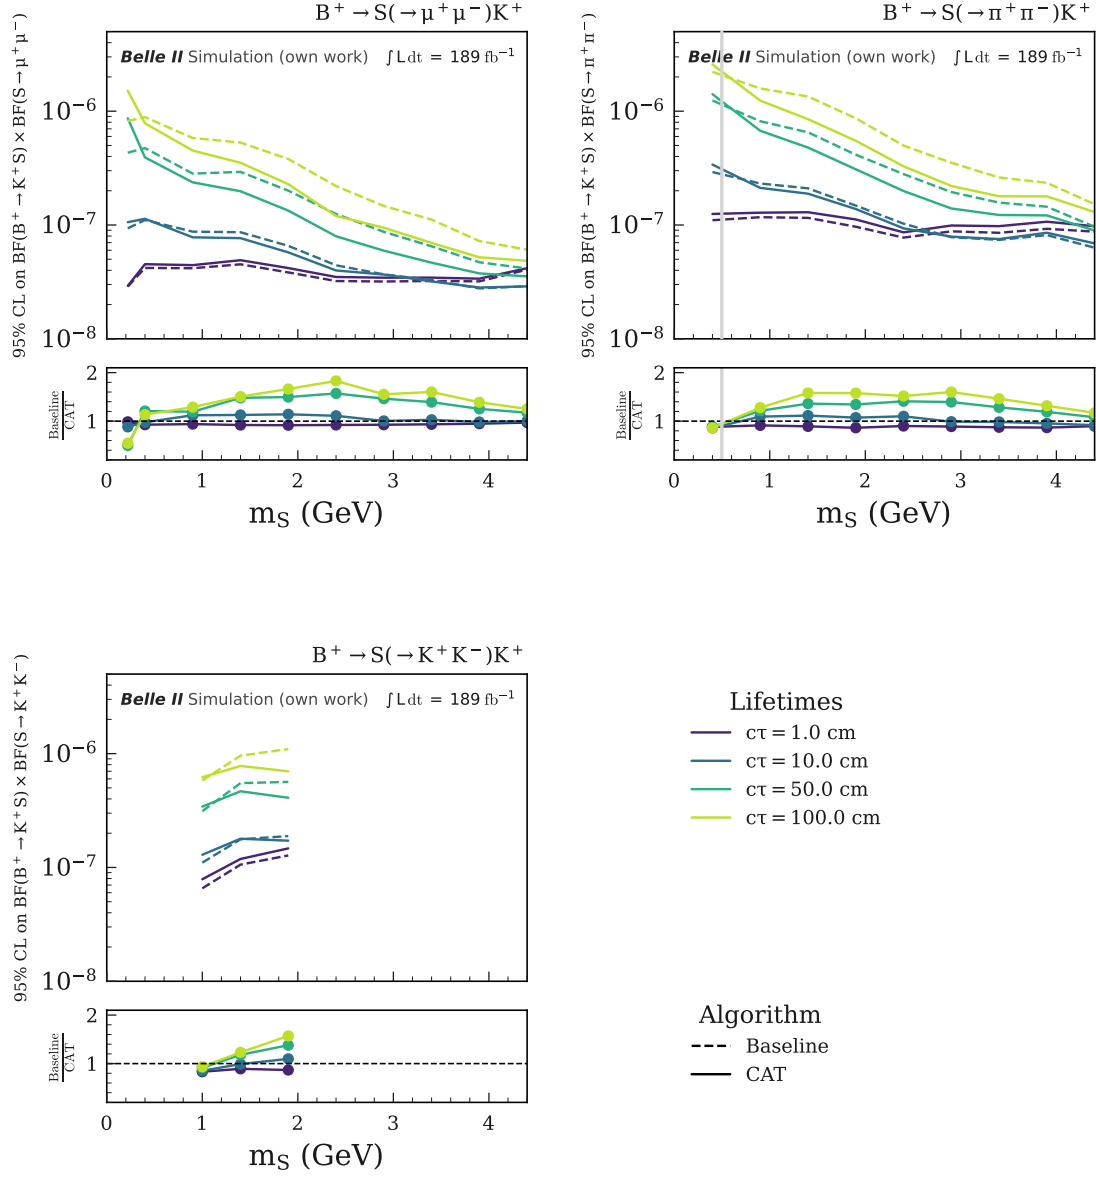 B⁺ → S(→ μ⁺μ⁻)K⁺
95% CL on BF(B⁺ → K⁺S) × BF(S → μ⁺μ⁻)
Belle II Simulation (own work) ∫Ldt = 189 fb⁻¹
10⁻⁶
10⁻⁷
10⁻⁸
Baseline
CAT
2
1
0 1 2 3 4
m_S (GeV)
B⁺ → S(→ π⁺π⁻)K⁺
95% CL on BF(B⁺ → K⁺S) × BF(S → π⁺π⁻)
Belle II Simulation (own work) ∫Ldt = 189 fb⁻¹
10⁻⁶
10⁻⁷
10⁻⁸
Baseline
CAT
2
1
0 1 2 3 4
m_S (GeV)
B⁺ → S(→ K⁺K⁻)K⁺
95% CL on BF(B⁺ → K⁺S) × BF(S → K⁺K⁻)
Belle II Simulation (own work) ∫Ldt = 189 fb⁻¹
10⁻⁶
10⁻⁷
10⁻⁸
Baseline
CAT
2
1
0 1 2 3 4
m_S (GeV)
Lifetimes
cτ = 1.0 cm
cτ = 10.0 cm
cτ = 50.0 cm
cτ = 100.0 cm
Algorithm
Baseline
CAT